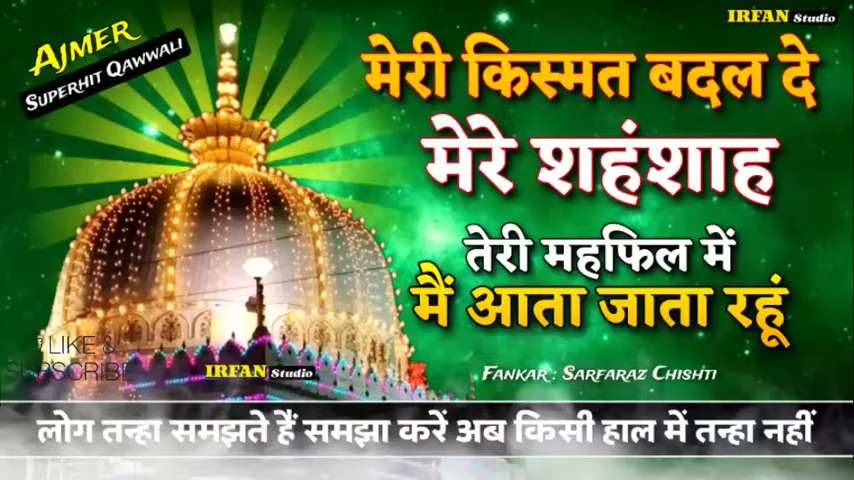 IRFAN Studio
AJMER
SUPERHIT QAWWALI
मेरी किस्मत बदल दे
मेरे शहंशाह
तेरी महफिल में
मैं आता जाता रहूं
LIKE &
SUBSCRIBE
IRFAN Studio
FANKAR : SARFARAZ CHISHTI
लोग तन्हा समझते हैं समझा करें अब किसी हाल में तन्हा नहीं